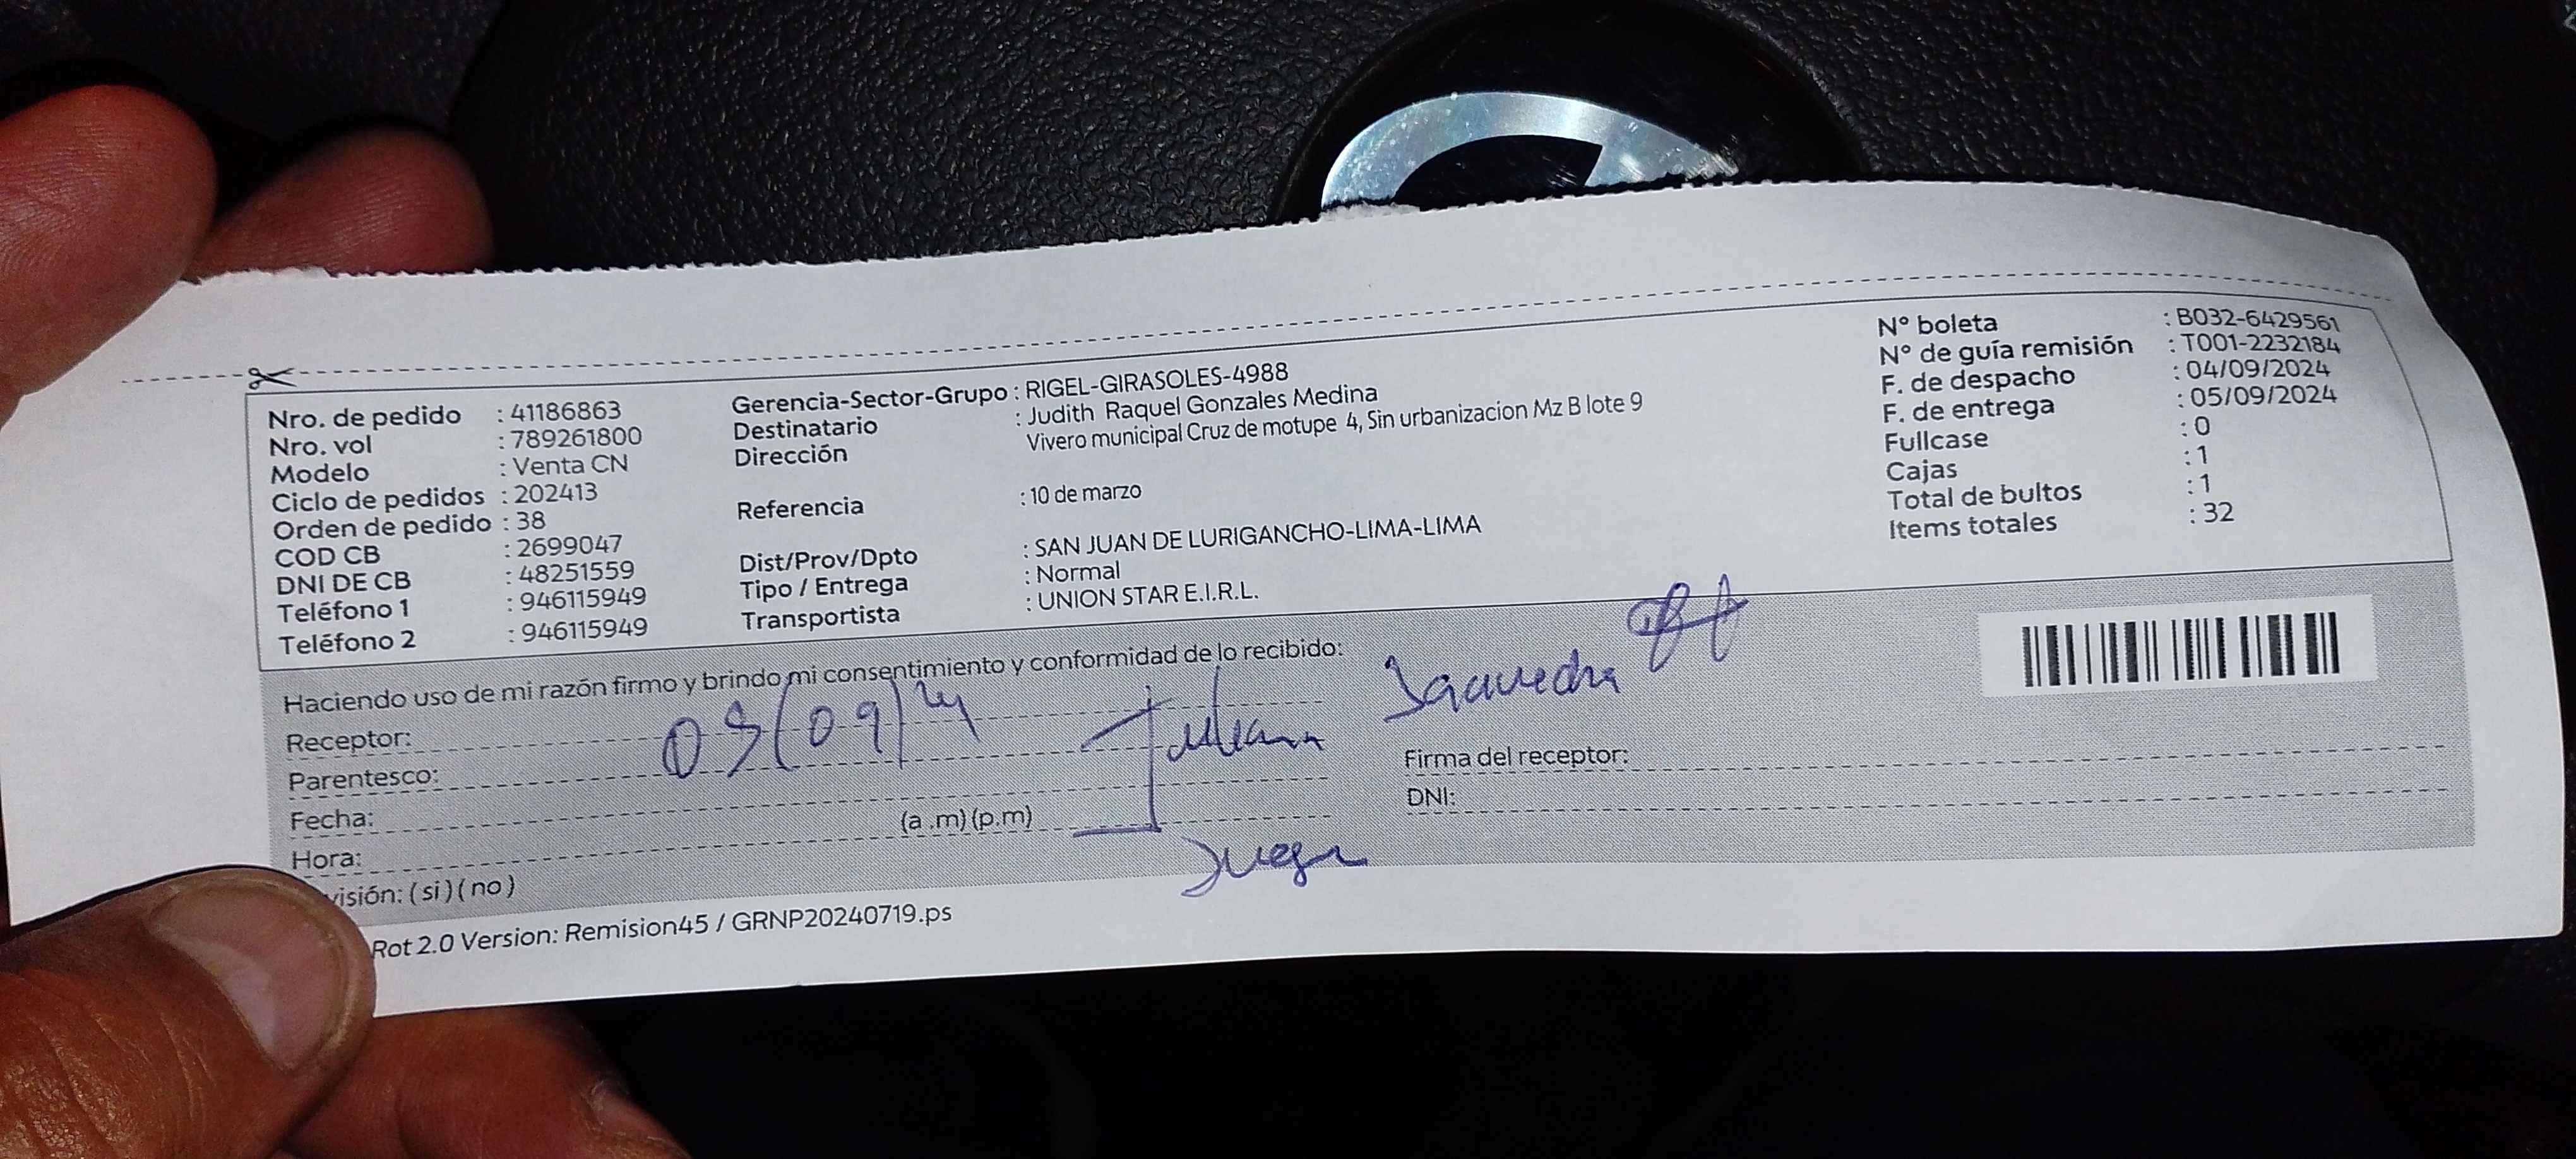 Nro. de pedido : 41186863
Nro. vol : 789261800
Modelo : Venta CN
Ciclo de pedidos : 202413
Orden de pedido : 38
COD CB : 2699047
DNI DE CB : 48251559
Teléfono 1 : 946115949
Teléfono 2 : 946115949
Gerencia-Sector-Grupo : RIGEL-GIRASOLES-4988
Destinatario : Judith Raquel Gonzales Medina
Dirección Vivero municipal Cruz de motupe 4, Sin urbanizacion Mz B lote 9
Referencia : 10 de marzo
Dist/Prov/Dpto : SAN JUAN DE LURIGANCHO-LIMA-LIMA
Tipo / Entrega : Normal
Transportista : UNION STAR E.I.R.L.
N° boleta : B032-6429561
N° de guía remisión : T001-2232184
F. de despacho : 04/09/2024
F. de entrega : 05/09/2024
Fullcase : 0
Cajas : 1
Total de bultos : 1
Items totales : 32
Haciendo uso de mi razón firmo y brindo mi consentimiento y conformidad de lo recibido:
Receptor:
Parentesco:
Fecha:
(a .m) (p.m)
Hora:
visión: ( si ) ( no )
05/09/24
Saavedra
Firma del receptor:
DNI:
Rot 2.0 Version: Remision45 / GRNP20240719.ps